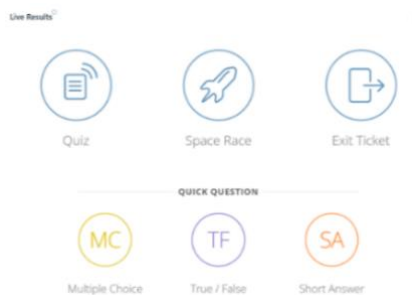 Live Results
Quiz Space Race Exit Ticket
QUICK QUESTION
MC TF SA
Multiple Choice True / False Short Answer